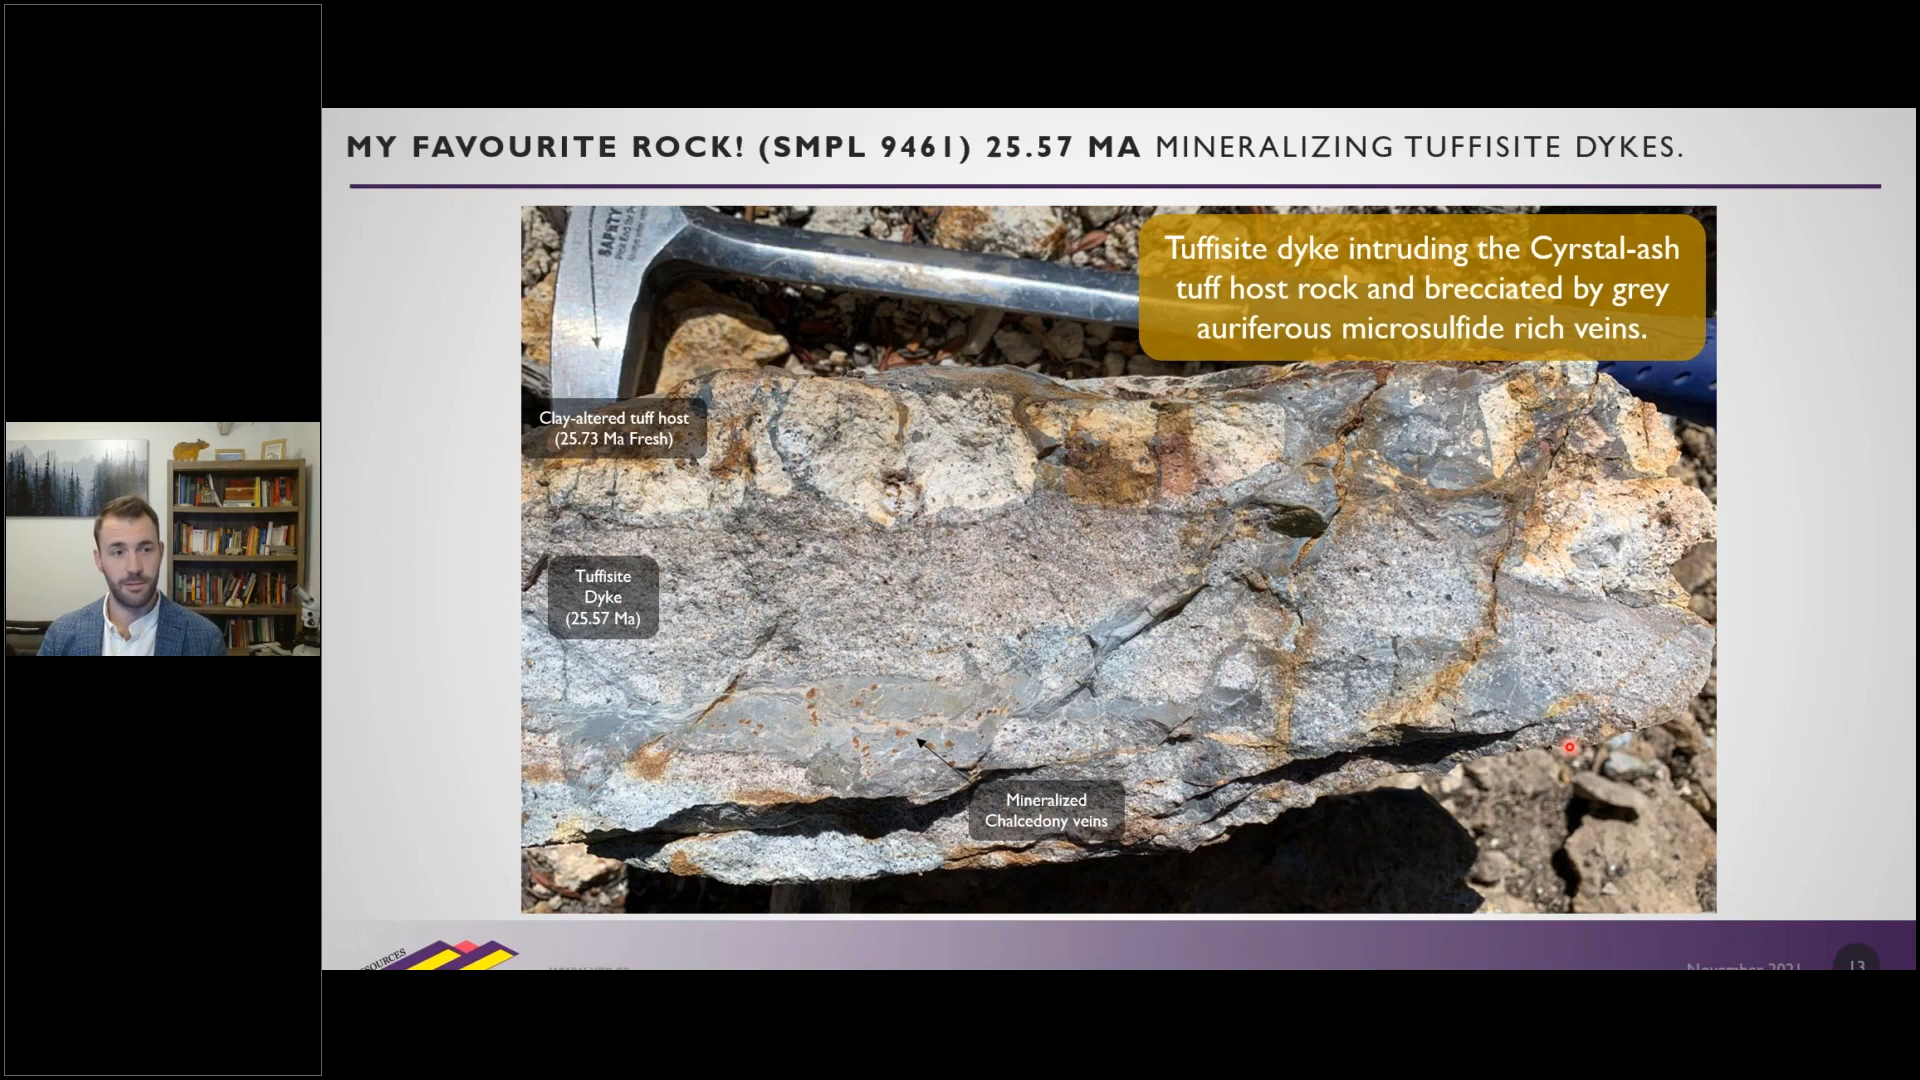 MY FAVOURITE ROCK! (SMPL 9461) 25.57 MA MINERALIZING TUFFISITE DYKES.
Tuffisite dyke intruding the Cyrstal-ash
tuff host rock and brecciated by grey
auriferous microsulfide rich veins.
Clay-altered tuff host
(25.73 Ma Fresh)
Tuffisite
Dyke
(25.57 Ma)
Mineralized
Chalcedony veins
November 2021
13